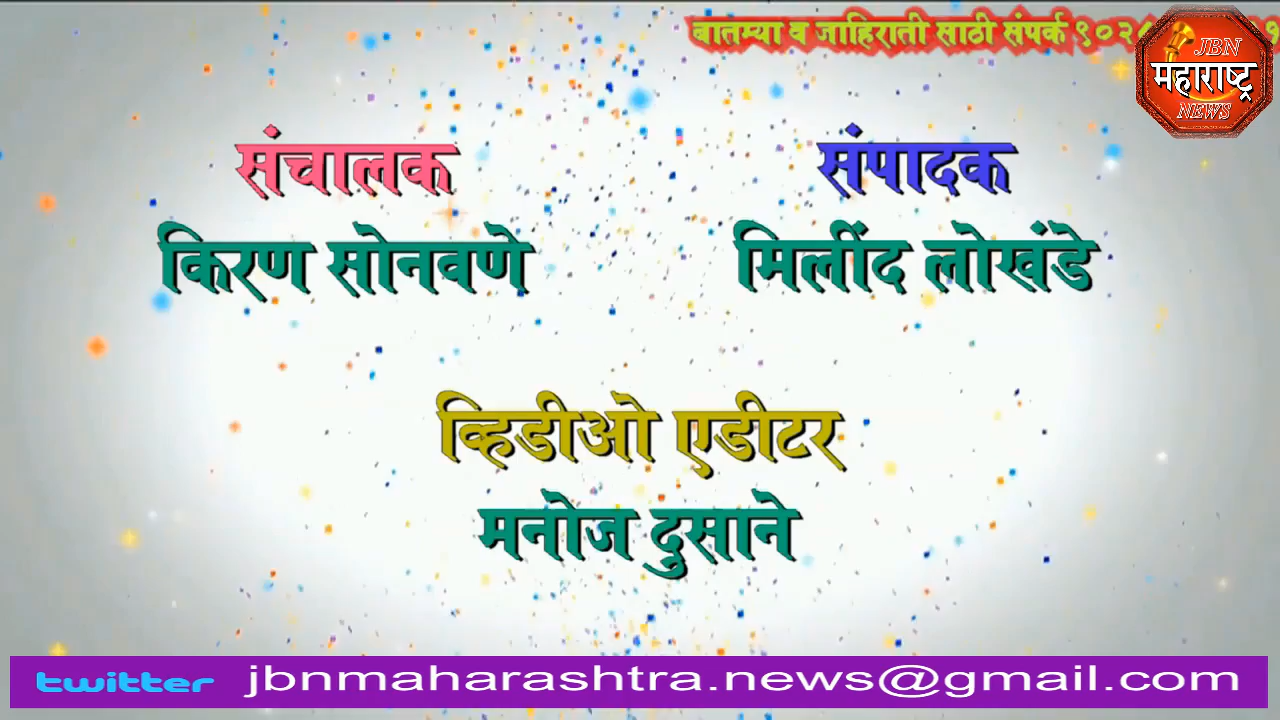 बातम्या व जाहिराती साठी संपर्क
JBN
महाराष्ट्र
NEWS
संचालक
संपादक
किरण सोनवणे
मिलींद लोखंडे
व्हिडीओ एडीटर
मनोज दुसाने
twitter jbnmaharashtra.news@gmail.com